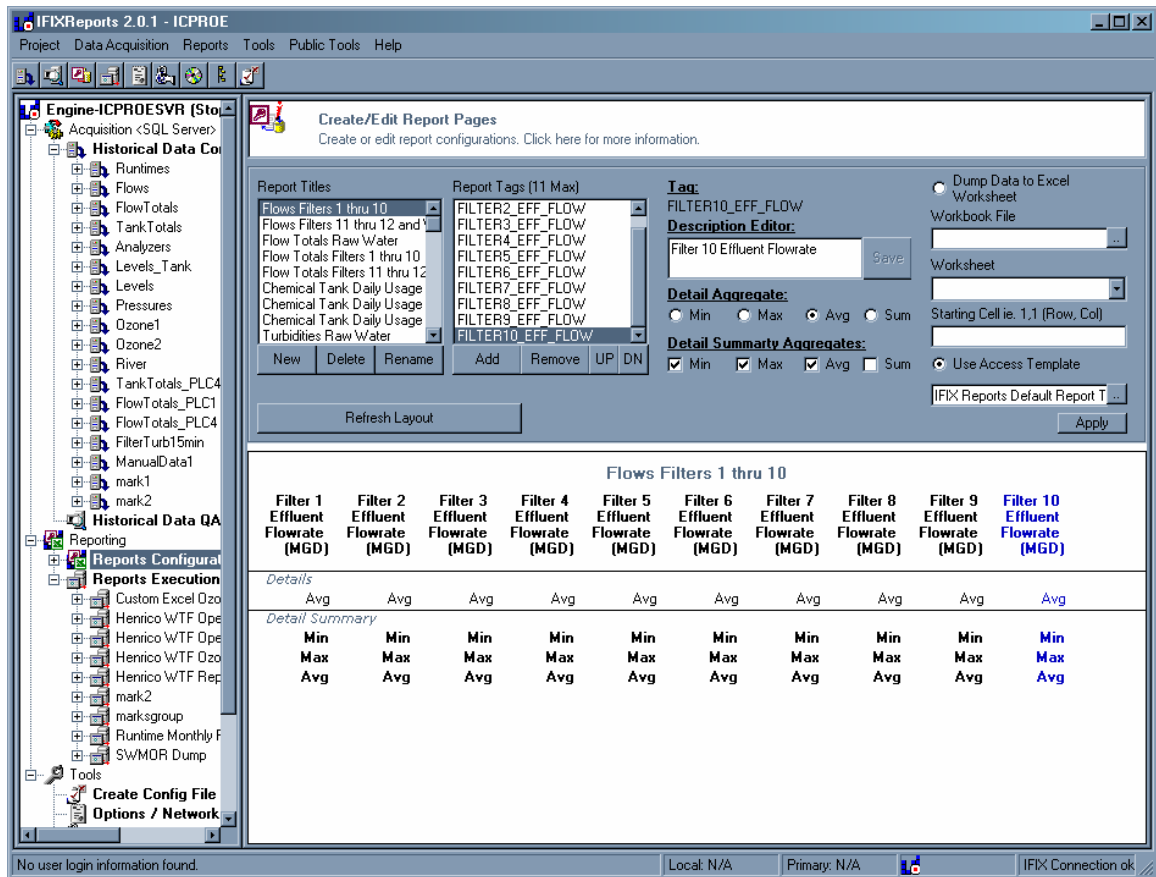 IFIXReports 2.0.1 - ICPROE
Project Data Acquisition Reports Tools Public Tools Help
Engine-ICPROESVR (Sto
Acquisition <SQL Server>
Historical Data Co
Runtimes
Flows
FlowTotals
TankTotals
Analyzers
Levels_Tank
Levels
Pressures
Ozone1
Ozone2
River
TankTotals_PLC4
FlowTotals_PLC1
FlowTotals_PLC4
FilterTurb15min
ManualData1
mark1
mark2
Historical Data QA
Reporting
Reports Configurat
Reports Execution
Custom Excel Ozo
Henrico WTF Ope
Henrico WTF Ope
Henrico WTF Ozo
Henrico WTF Rep
mark2
marksgroup
Runtime Monthly F
SWMOR Dump
Tools
Create Config File
Options / Network
Create/Edit Report Pages
Create or edit report configurations. Click here for more information.
Report Titles
Flows Filters 1 thru 10
Flows Filters 11 thru 12 and
Flow Totals Raw Water
Flow Totals Filters 1 thru 10
Flow Totals Filters 11 thru 12
Chemical Tank Daily Usage
Chemical Tank Daily Usage
Chemical Tank Daily Usage
Turbidities Raw Water
New Delete Rename
Report Tags (11 Max)
FILTER2_EFF_FLOW
FILTER3_EFF_FLOW
FILTER4_EFF_FLOW
FILTER5_EFF_FLOW
FILTER6_EFF_FLOW
FILTER7_EFF_FLOW
FILTER8_EFF_FLOW
FILTER9_EFF_FLOW
FILTER10_EFF_FLOW
Add Remove UP DN
Refresh Layout
Tag:
FILTER10_EFF_FLOW
Description Editor:
Filter 10 Effluent Flowrate
Save
Detail Aggregate:
Min Max Avg Sum
Detail Summarty Aggregates:
Min Max Avg Sum
Dump Data to Excel
Worksheet
Workbook File
..
Worksheet
Starting Cell ie. 1,1 (Row, Col)
Use Access Template
IFIX Reports Default Report T ..
Apply
Flows Filters 1 thru 10
Filter 1 Filter 2 Filter 3 Filter 4 Filter 5 Filter 6 Filter 7 Filter 8 Filter 9 Filter 10
Effluent Effluent Effluent Effluent Effluent Effluent Effluent Effluent Effluent Effluent
Flowrate Flowrate Flowrate Flowrate Flowrate Flowrate Flowrate Flowrate Flowrate Flowrate
(MGD) (MGD) (MGD) (MGD) (MGD) (MGD) (MGD) (MGD) (MGD) (MGD)
Details
Avg Avg Avg Avg Avg Avg Avg Avg Avg Avg
Detail Summary
Min Min Min Min Min Min Min Min Min Min
Max Max Max Max Max Max Max Max Max Max
Avg Avg Avg Avg Avg Avg Avg Avg Avg Avg
No user login information found. Local: N/A Primary: N/A IFIX Connection ok